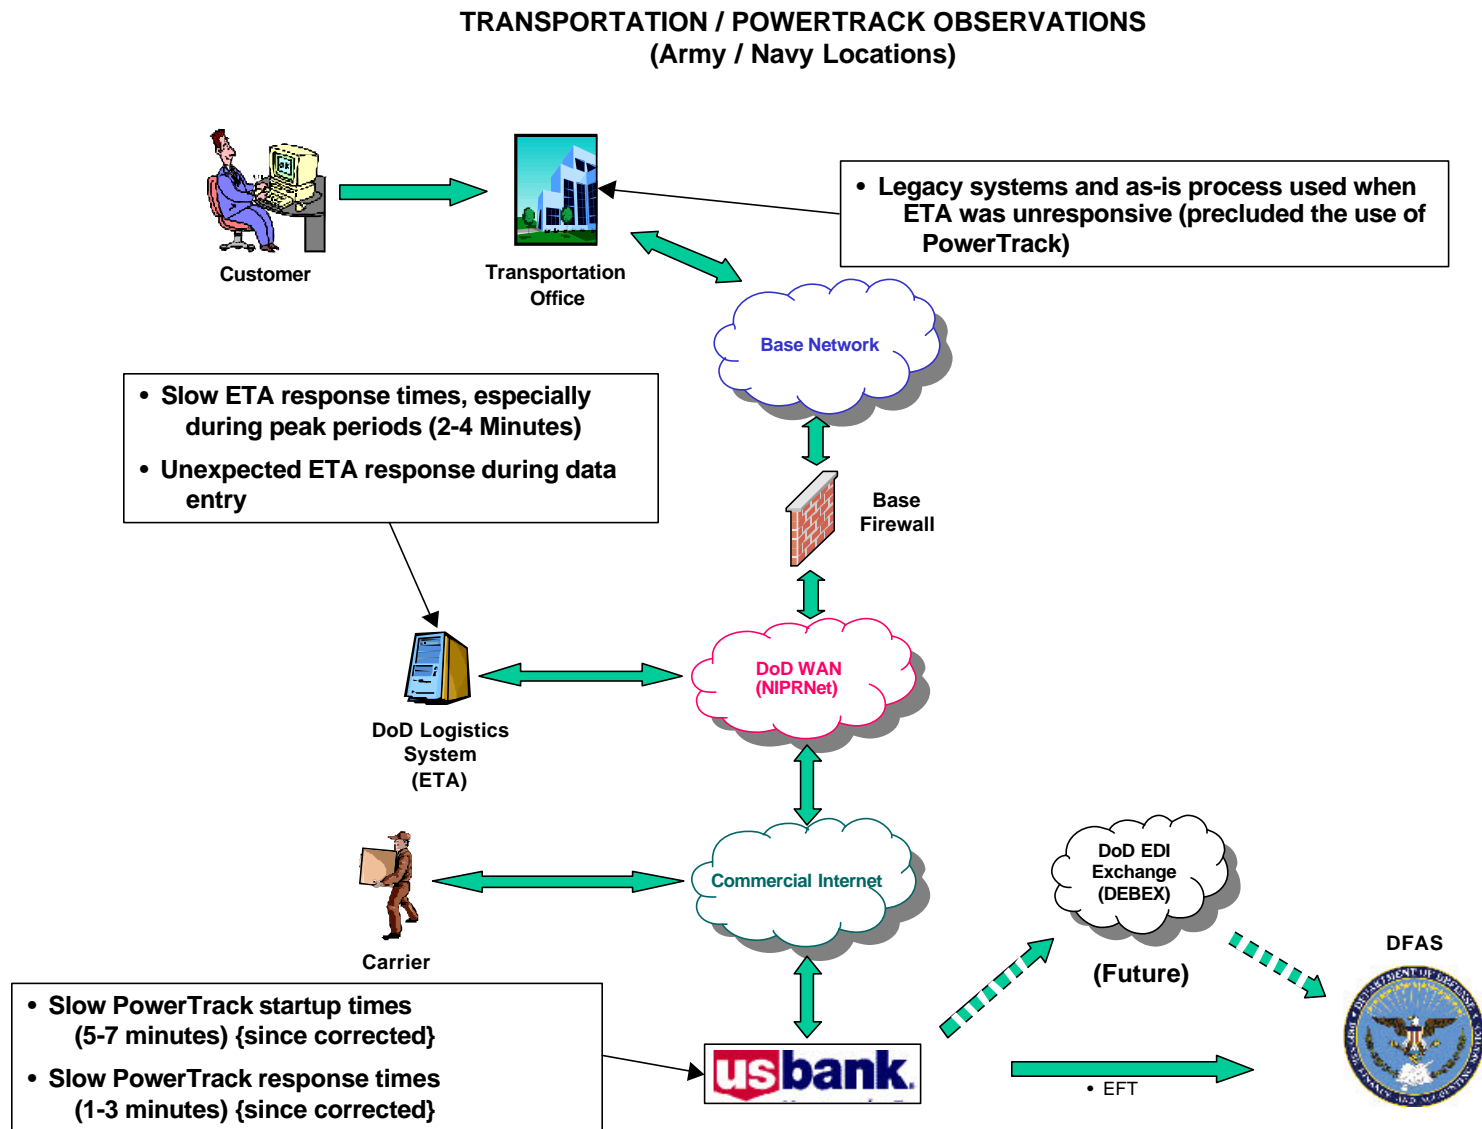 TRANSPORTATION / POWERTRACK OBSERVATIONS
(Army / Navy Locations)
Customer
Transportation
Office
• Legacy systems and as-is process used when
ETA was unresponsive (precluded the use of
PowerTrack)
Base Network
• Slow ETA response times, especially
during peak periods (2-4 Minutes)
• Unexpected ETA response during data
entry
Base
Firewall
DoD WAN
(NIPRNet)
DoD Logistics
System
(ETA)
Commercial Internet
Carrier
DoD EDI
Exchange
(DEBEX)
(Future)
DFAS
• Slow PowerTrack startup times
(5-7 minutes) {since corrected}
• Slow PowerTrack response times
(1-3 minutes) {since corrected}
usbank.
• EFT
DEPARTMENT OF DEFENSE